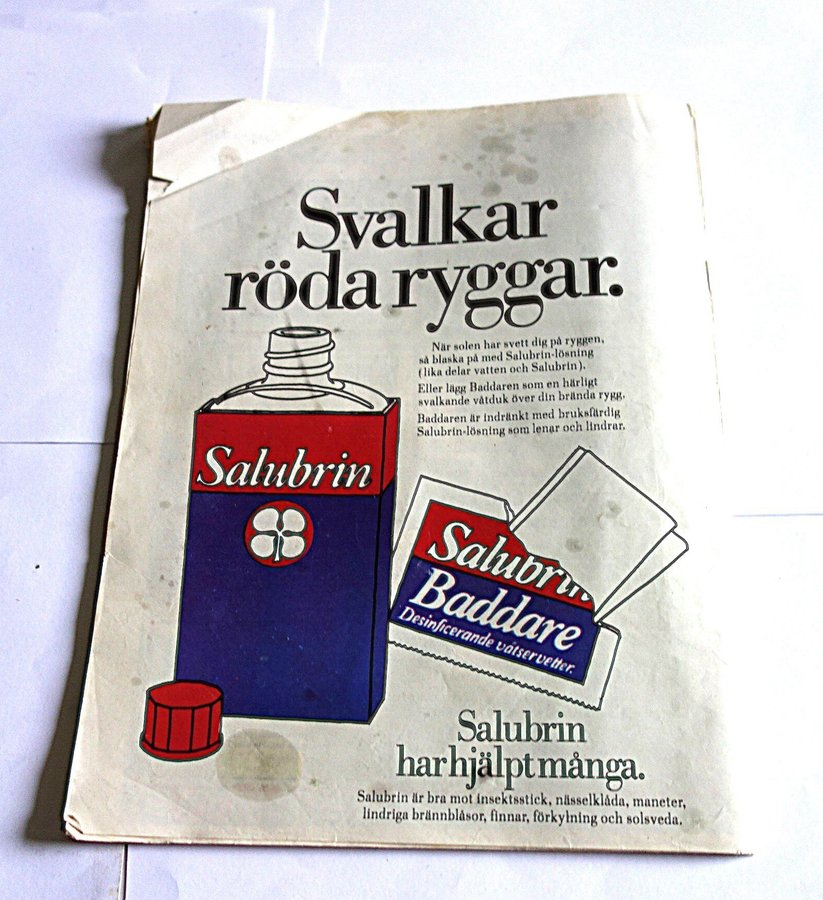 Svalkar
röda ryggar.
När solen har svett dig på ryggen,
så blaska på med Salubrin-lösning
(lika delar vatten och Salubrin).
Eller lägg Baddaren som en härligt
svalkande våtduk över din brända rygg.
Baddaren är indränkt med bruksfärdig
Salubrin-lösning som lenar och lindrar.
Salubrin
Salubrin
Baddare
Desinficerande våtservetter.
Salubrin
har hjälpt många.
Salubrin är bra mot insektsstick, nässelklåda, maneter,
lindriga brännblåsor, finnar, förkylning och solsveda.